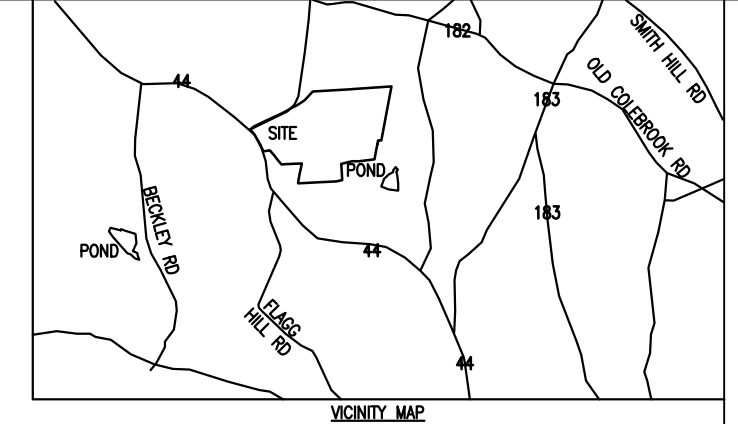 182
SMITH HILL RD
44
OLD COLEBROOK RD
183
SITE
POND
BECKLEY RD
183
POND
44
FLAGG
HILL RD
44
VICINITY MAP